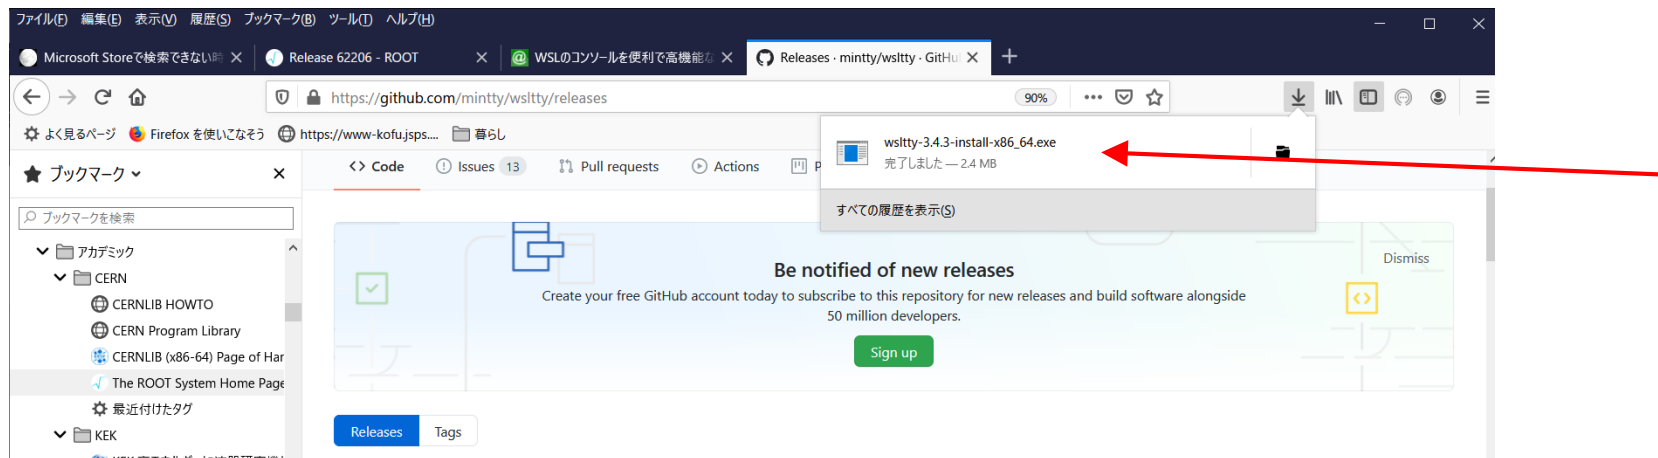 ファイル(F) 編集(E) 表示(V) 履歴(S) ブックマーク(B) ツール(T) ヘルプ(H)
Microsoft Storeで検索できない時
Release 62206 - ROOT
WSLのコンソールを便利で高機能な
Releases · mintty/wsltty · GitHu
https://github.com/mintty/wsltty/releases
90%
よく見るページ
Firefox を使いこなそう
https://www-kofu.jsps....
暮らし
wsltty-3.4.3-install-x86_64.exe
完了しました — 2.4 MB
すべての履歴を表示(S)
ブックマーク
ブックマークを検索
アカデミック
CERN
CERNLIB HOWTO
CERN Program Library
CERNLIB (x86-64) Page of Har
The ROOT System Home Page
最近付けたタグ
KEK
Code
Issues 13
Pull requests
Actions
P
Dismiss
Be notified of new releases
Create your free GitHub account today to subscribe to this repository for new releases and build software alongside
50 million developers.
Sign up
Releases
Tags